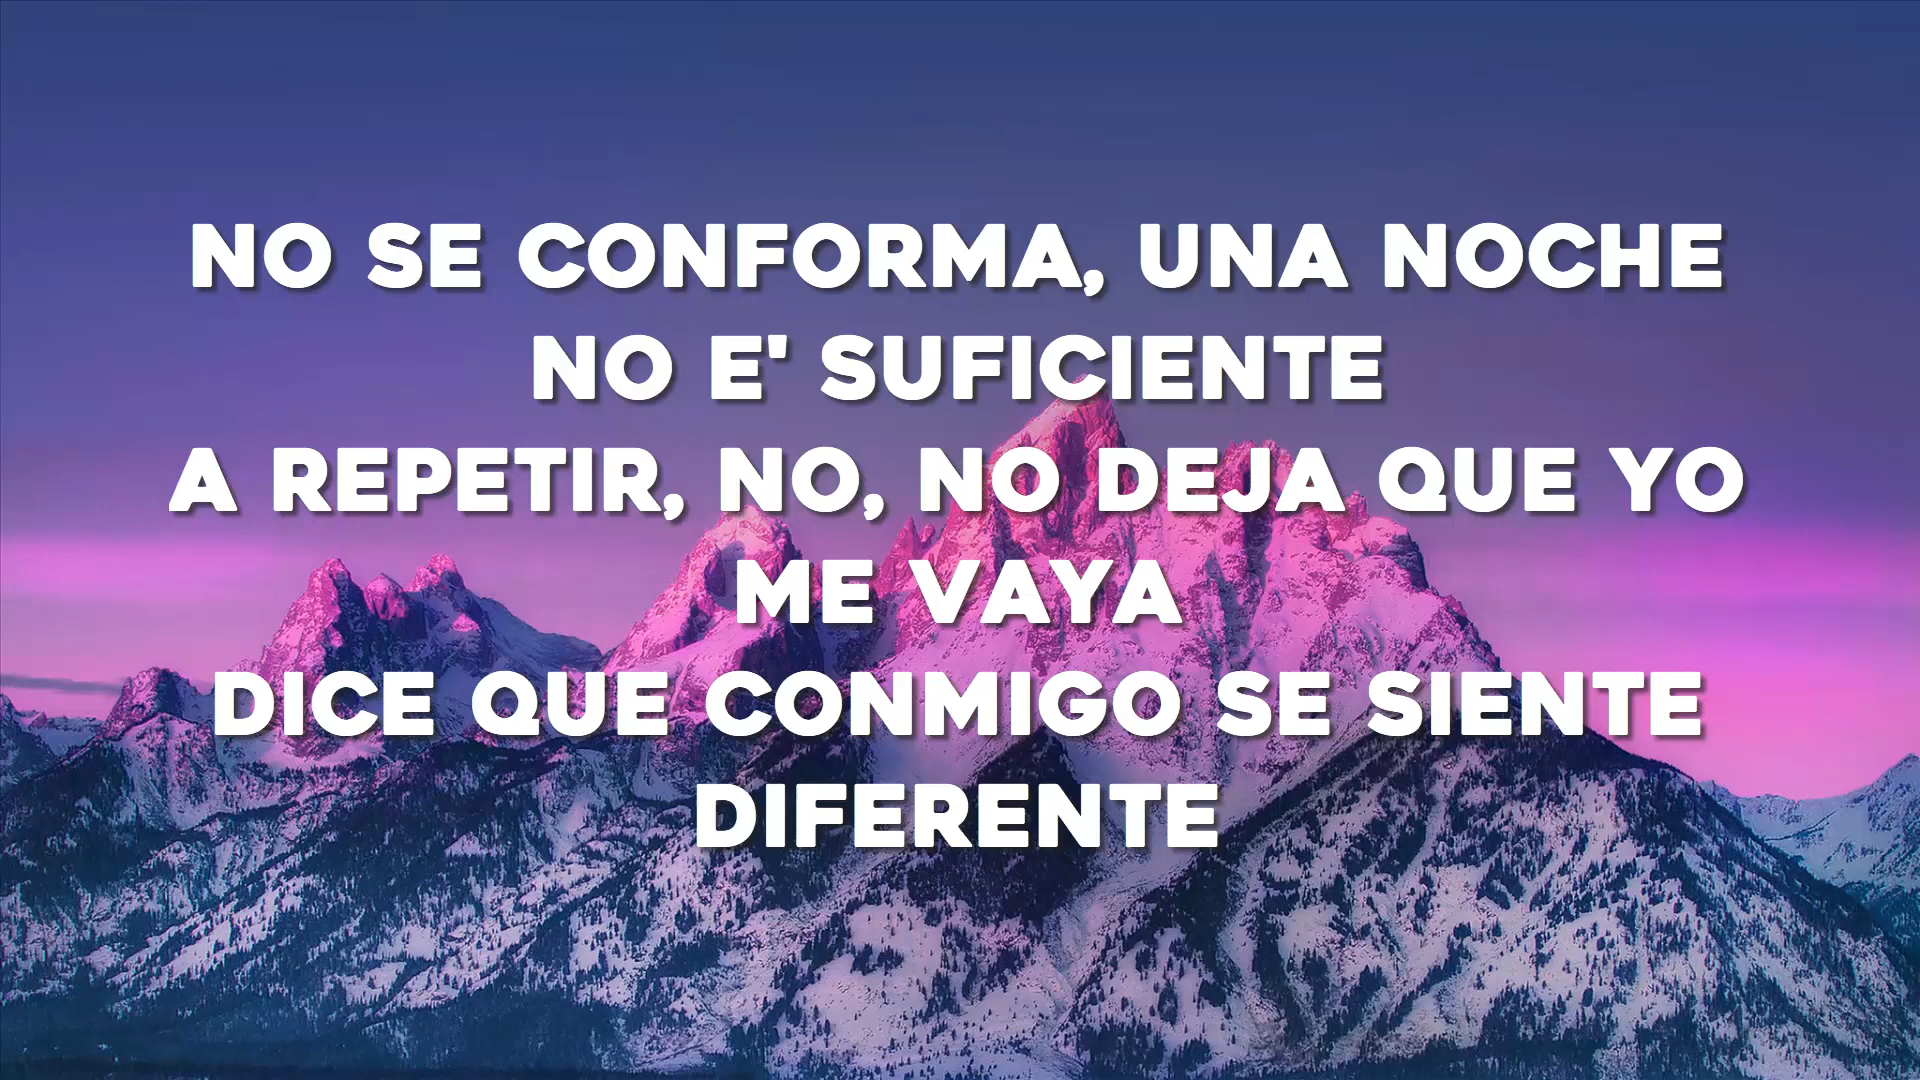 NO SE CONFORMA, UNA NOCHE
NO E' SUFICIENTE
A REPETIR, NO, NO DEJA QUE YO
ME VAYA
DICE QUE CONMIGO SE SIENTE
DIFERENTE